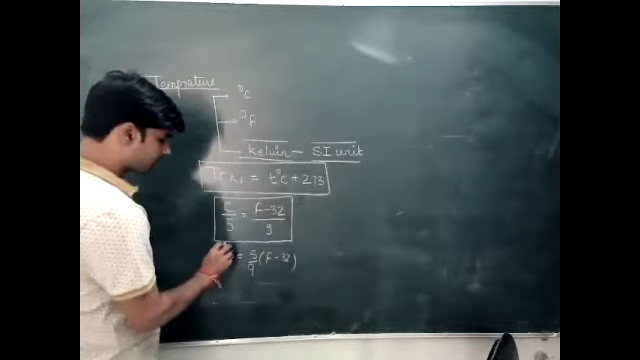 Temprature
°C
°F
kelvin – SI unit
T(K) = t°C + 273
C/5 = F-32/9
= 5/9 (F-32)